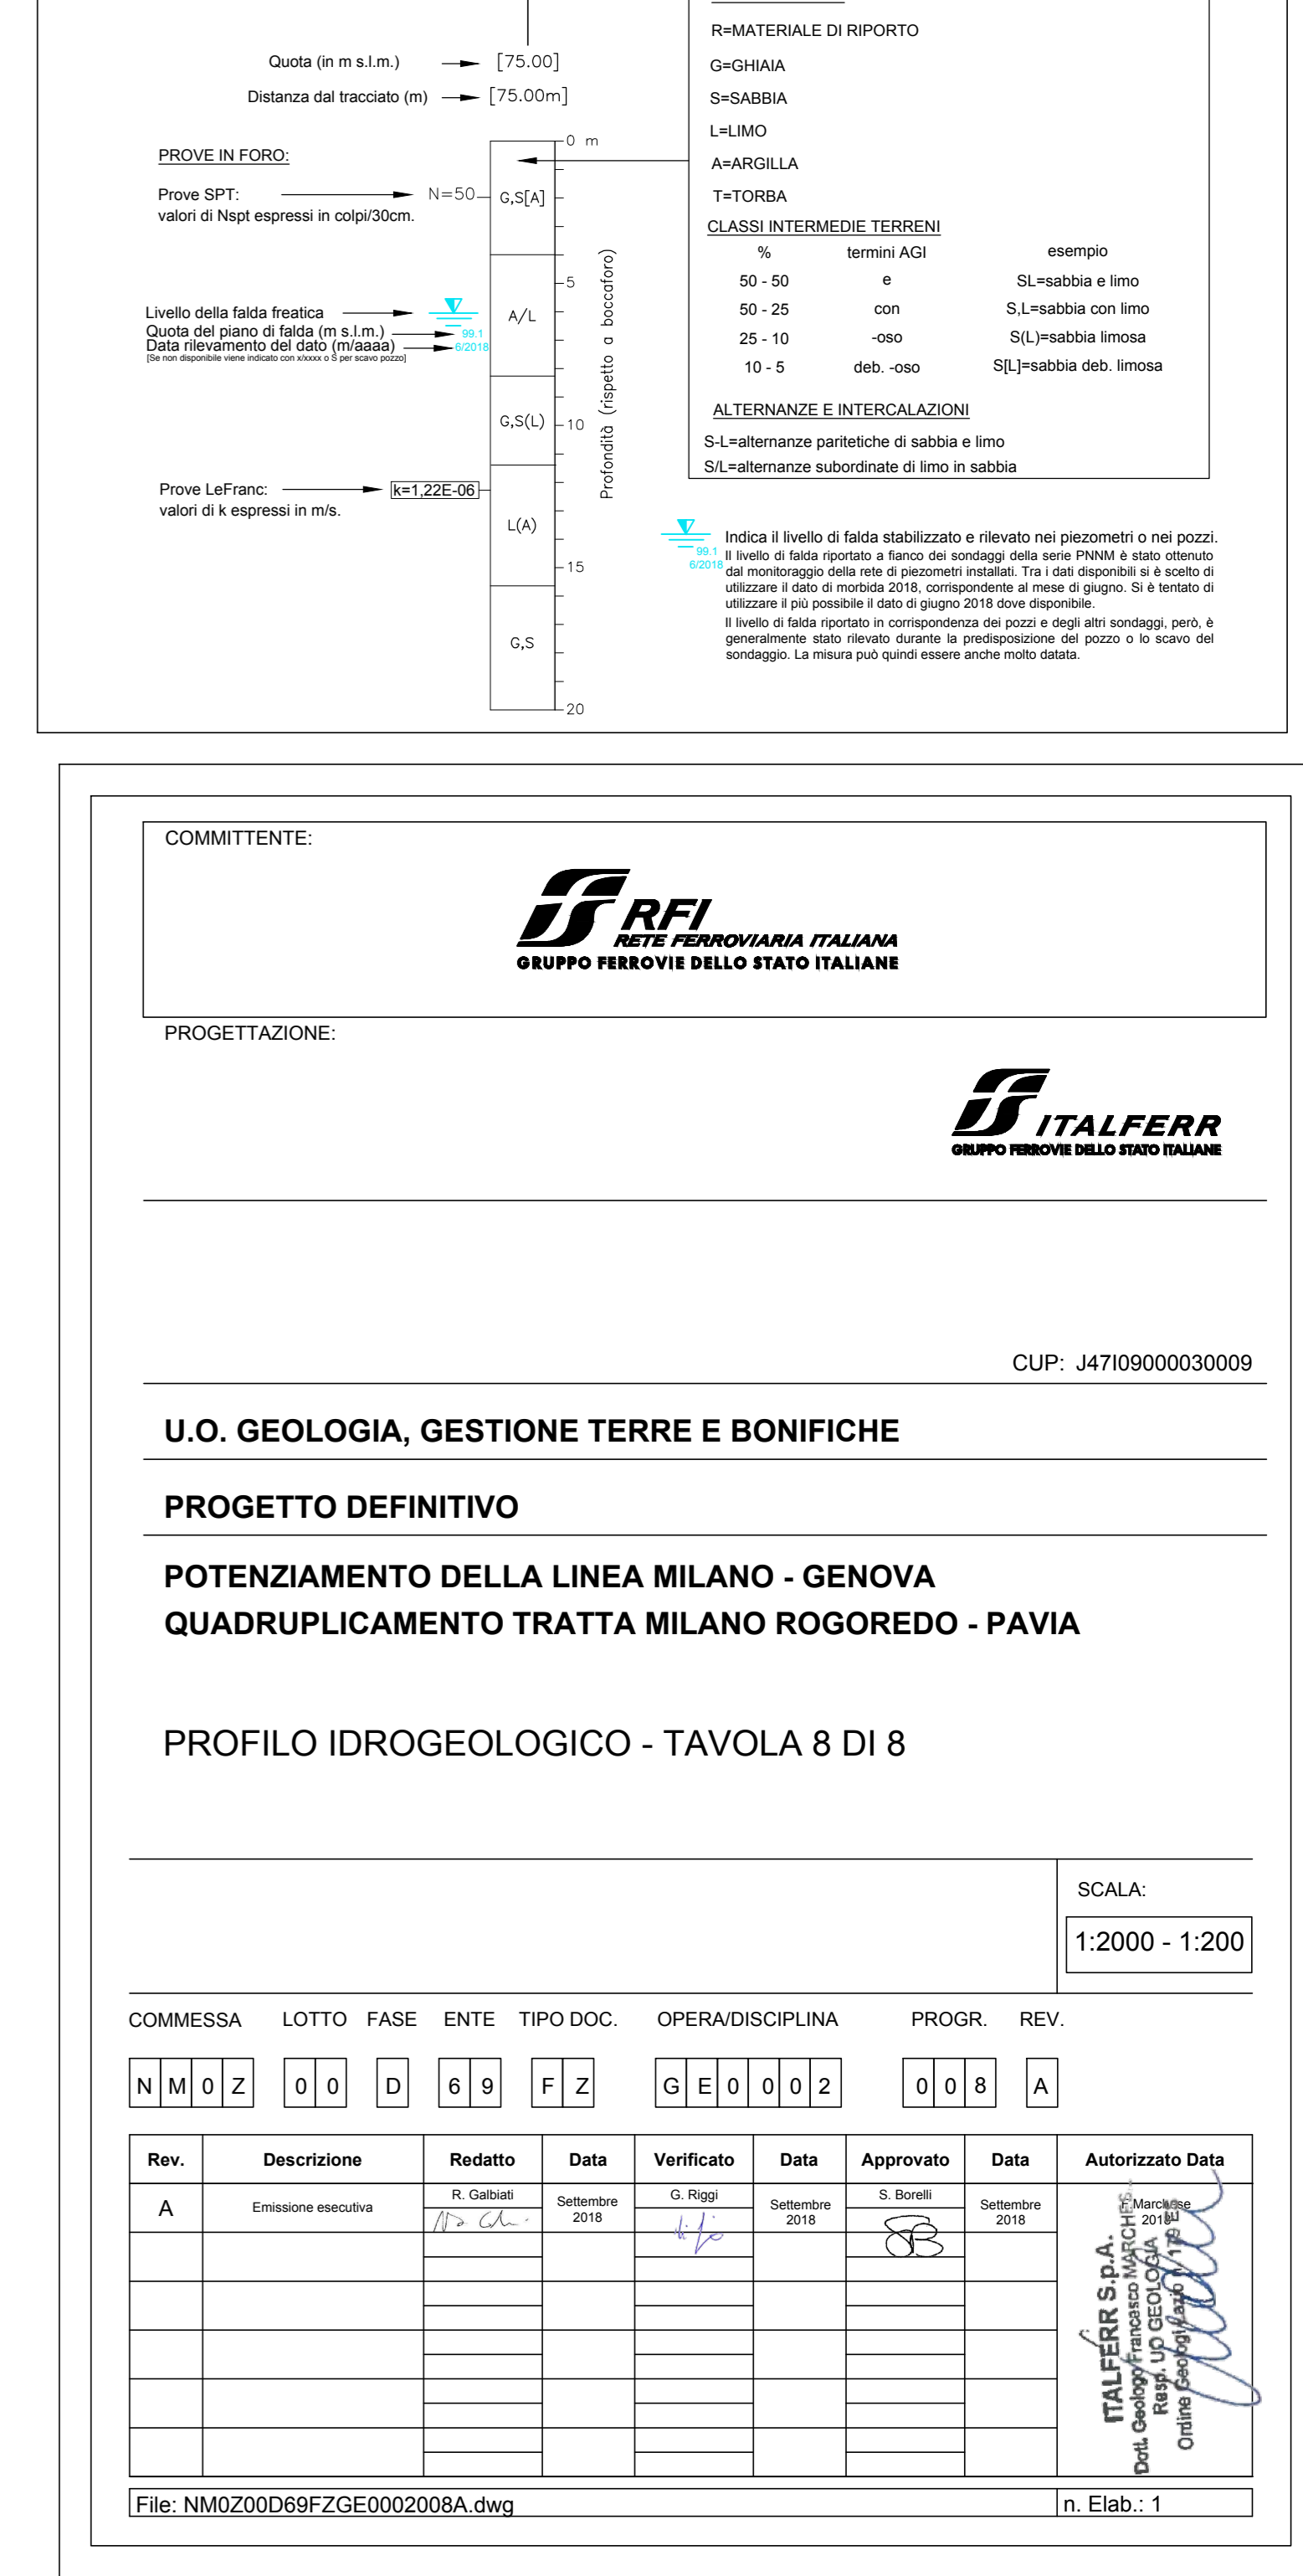 R=MATERIALE DI RIPORTO
G=GHIAIA
S=SABBIA
L=LIMO
A=ARGILLA
T=TORBA
CLASSI INTERMEDIE TERRENI
% termini AGI esempio
50 - 50 e SL=sabbia e limo
50 - 25 con S,L=sabbia con limo
25 - 10 -oso S(L)=sabbia limosa
10 - 5 deb. -oso S[L]=sabbia deb. limosa
ALTERNANZE E INTERCALAZIONI
S-L=alternanze paritetiche di sabbia e limo
S/L=alternanze subordinate di limo in sabbia
Quota (in m s.l.m.) [75.00]
Distanza dal tracciato (m) [75.00m]
PROVE IN FORO:
Prove SPT: N=50
valori di Nspt espressi in colpi/30cm.
Livello della falda freatica
Quota del piano di falda (m s.l.m.) 99.1
Data rilevamento del dato (m/aaaa) 6/2018
[Se non disponibile viene indicato con x/xxxx o S per scavo pozzo]
Prove LeFranc: k=1,22E-06
valori di k espressi in m/s.
G,S[A]
A/L
G,S(L)
L(A)
G,S
0 m
5
10
15
20
Profondità (rispetto a boccaforo)
99.1
6/2018
Indica il livello di falda stabilizzato e rilevato nei piezometri o nei pozzi.
Il livello di falda riportato a fianco dei sondaggi della serie PNNM è stato ottenuto
dal monitoraggio della rete di piezometri installati. Tra i dati disponibili si è scelto di
utilizzare il dato di morbida 2018, corrispondente al mese di giugno. Si è tentato di
utilizzare il più possibile il dato di giugno 2018 dove disponibile.
Il livello di falda riportato in corrispondenza dei pozzi e degli altri sondaggi, però, è
generalmente stato rilevato durante la predisposizione del pozzo o lo scavo del
sondaggio. La misura può quindi essere anche molto datata.
COMMITTENTE:
RFI
RETE FERROVIARIA ITALIANA
GRUPPO FERROVIE DELLO STATO ITALIANE
PROGETTAZIONE:
ITALFERR
GRUPPO FERROVIE DELLO STATO ITALIANE
CUP: J47I09000030009
U.O. GEOLOGIA, GESTIONE TERRE E BONIFICHE
PROGETTO DEFINITIVO
POTENZIAMENTO DELLA LINEA MILANO - GENOVA
QUADRUPLICAMENTO TRATTA MILANO ROGOREDO - PAVIA
PROFILO IDROGEOLOGICO - TAVOLA 8 DI 8
SCALA:
1:2000 - 1:200
COMMESSA LOTTO FASE ENTE TIPO DOC. OPERA/DISCIPLINA PROGR. REV.
N M 0 Z 0 0 D 6 9 F Z G E 0 0 0 2 0 0 8 A
Rev. Descrizione Redatto Data Verificato Data Approvato Data Autorizzato Data
A Emissione esecutiva R. Galbiati Settembre 2018 G. Riggi Settembre 2018 S. Borelli Settembre 2018 F. Marchese 2018
ITALFERR S.p.A.
Dott. Geologo Francesco
Resp. UO GEOLOGIA
Ordine Geologi Lazio n. 179 ES
File: NM0Z00D69FZGE0002008A.dwg
n. Elab.: 1